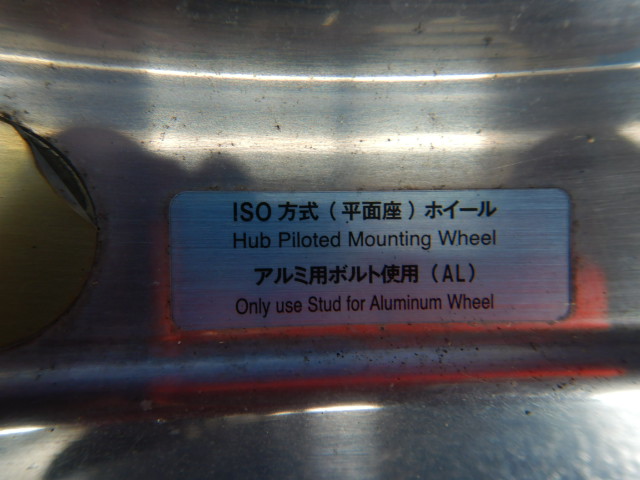 ISO 方式 (平面座) ホイール
Hub Piloted Mounting Wheel
アルミ用ボルト使用 (AL)
Only use Stud for Aluminum Wheel